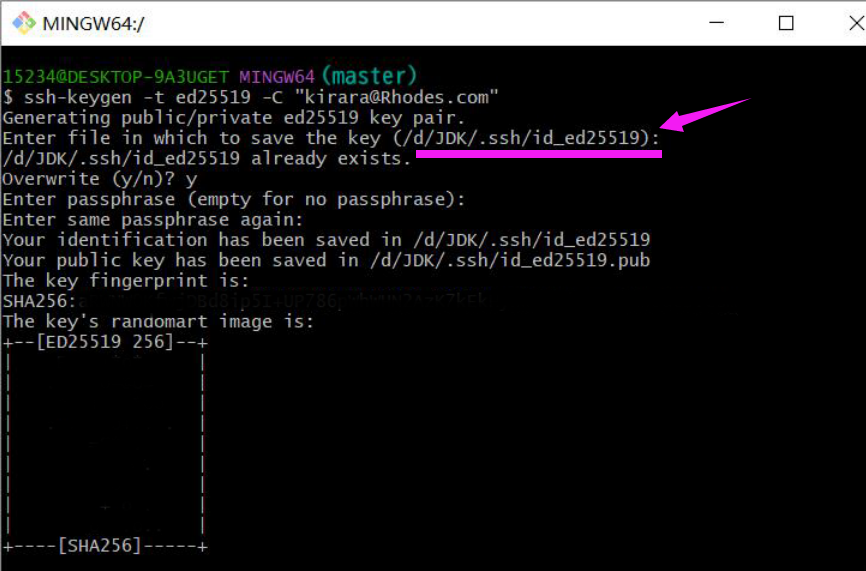 MINGW64:/
15234@DESKTOP-9A3UGET MINGW64 (master)
$ ssh-keygen -t ed25519 -C "kirara@Rhodes.com"
Generating public/private ed25519 key pair.
Enter file in which to save the key (/d/JDK/.ssh/id_ed25519):
/d/JDK/.ssh/id_ed25519 already exists.
Overwrite (y/n)? y
Enter passphrase (empty for no passphrase):
Enter same passphrase again:
Your identification has been saved in /d/JDK/.ssh/id_ed25519
Your public key has been saved in /d/JDK/.ssh/id_ed25519.pub
The key fingerprint is:
SHA256:
The key's randomart image is:
+--[ED25519 256]--+
|                 |
|                 |
|                 |
|                 |
|                 |
|                 |
|                 |
|                 |
|                 |
+----[SHA256]-----+